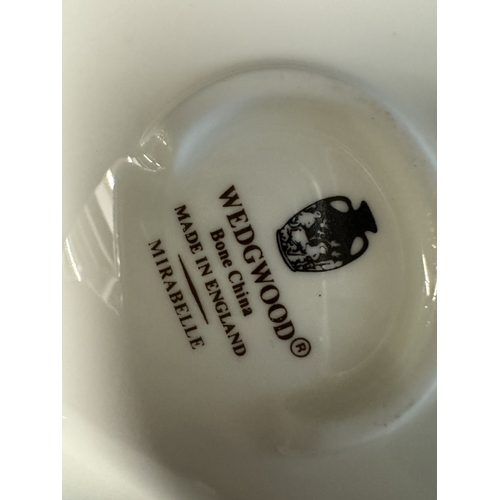 WEDGWOOD®
Bone China
MADE IN ENGLAND
MIRABELLE